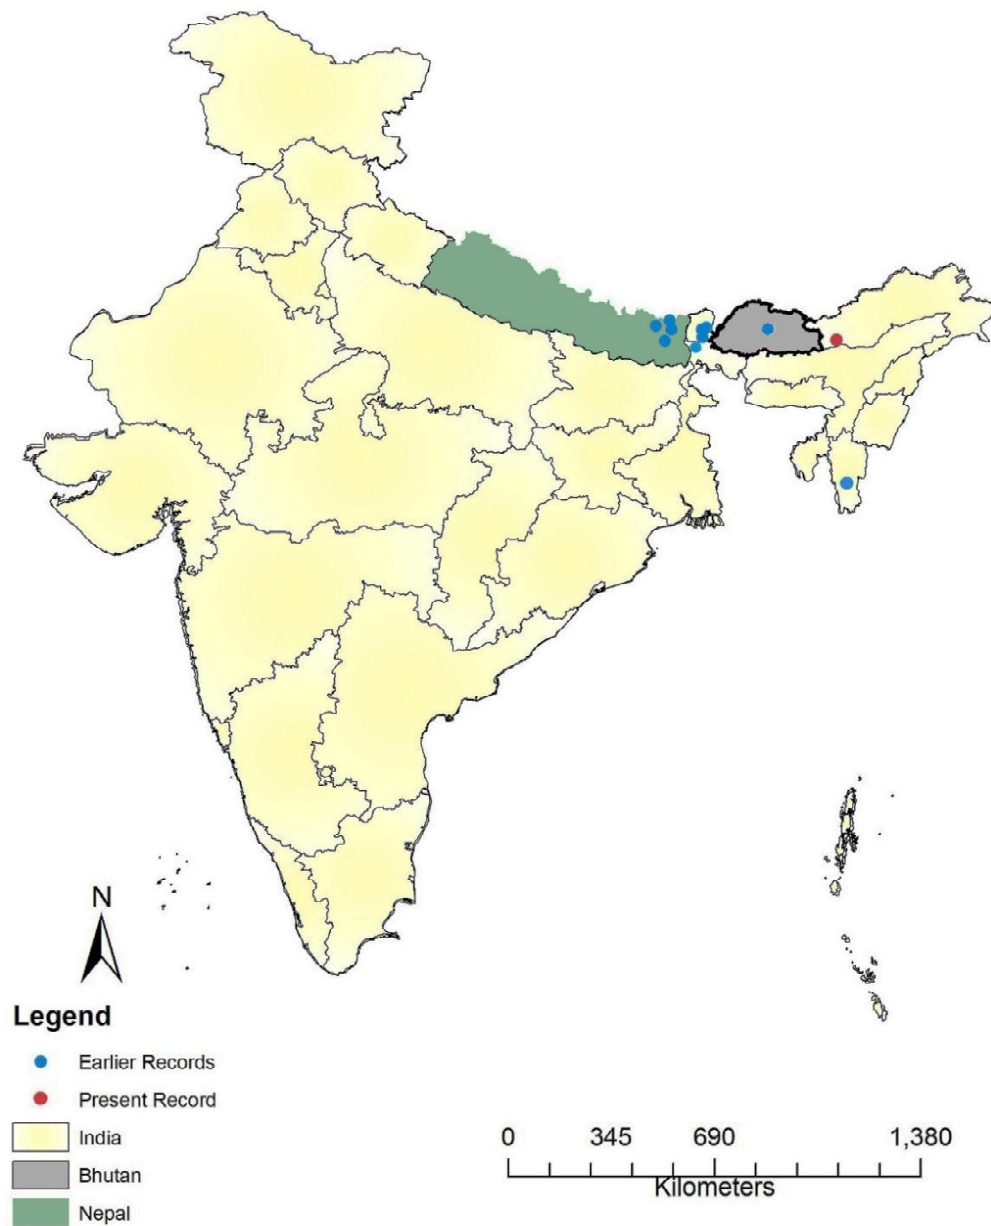 N
Legend
Earlier Records
Present Record
India
Bhutan
Nepal
0 345 690 1,380
Kilometers